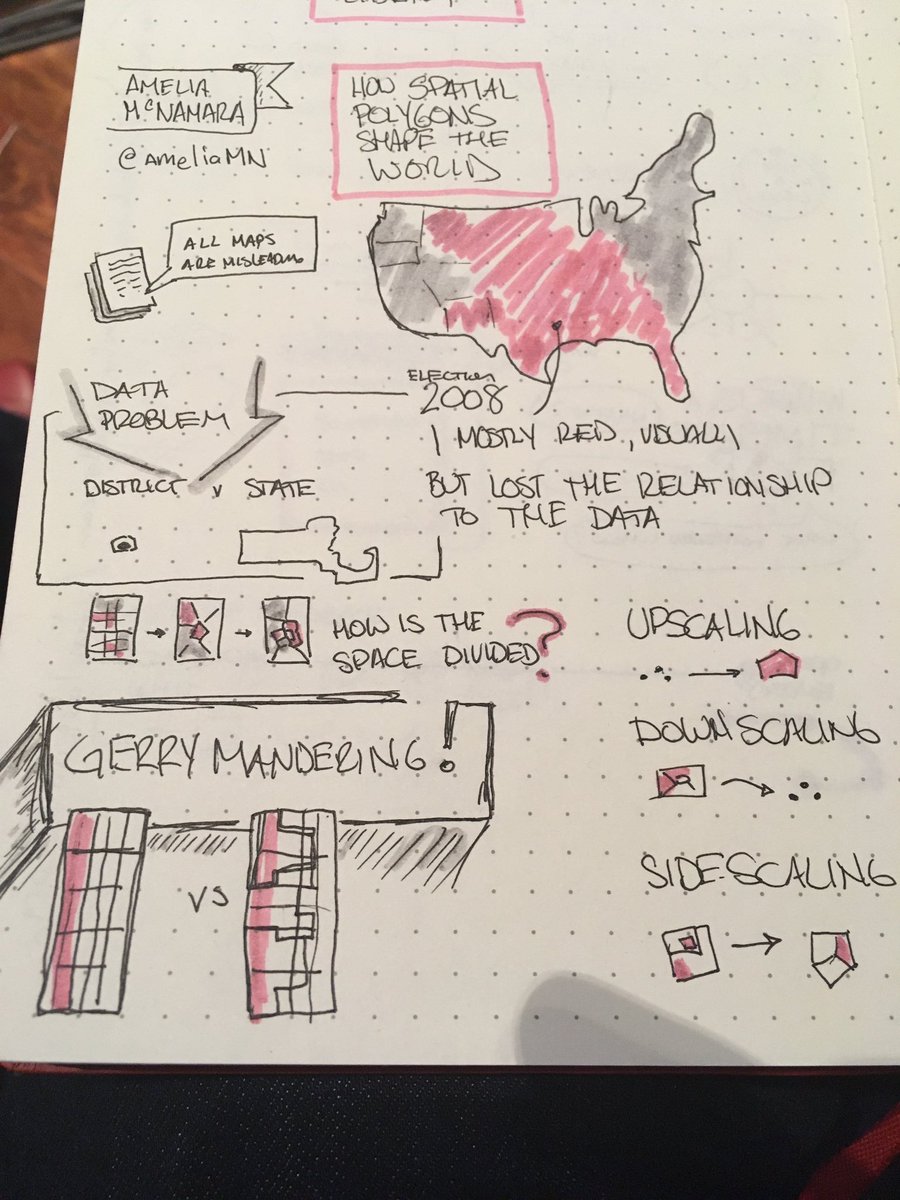 AMELIA
McNAMARA
@ameliaMN
HOW SPATIAL
POLYGONS
SHAPE THE
WORLD
ALL MAPS
ARE MISLEADING
DATA
PROBLEM
DISTRICT v STATE
ELECTION
2008
MOSTLY RED, VISUALLY
BUT LOST THE RELATIONSHIP
TO THE DATA
HOW IS THE
SPACE DIVIDED?
GERRYMANDERING!
VS
UPSCALING
DOWNSCALING
SIDESCALING